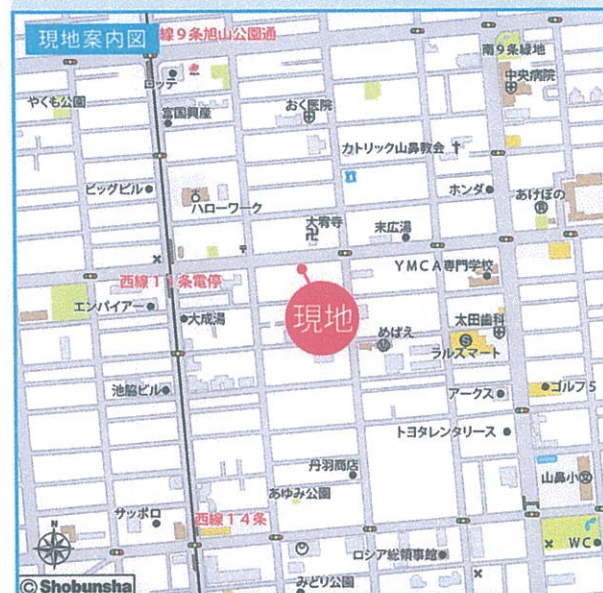 現地案内図
線9条旭山公園通
南9条緑地
中央病院
ロッテ
やくも公園
富国興産
おく医院
カトリック山鼻教会
ビッグビル
ホンダ
あけぼの
ハローワーク
大宥寺
末広湯
〒
西線11条電停
YMCA専門学校
エンパイアー
大成湯
現地
めばえ
太田歯科
ラルズマート
池脇ビル
アークス
ゴルフ5
トヨタレンタリース
丹羽商店
山鼻小
あゆみ公園
サッポロ
西線14条
N
ロシア総領事館
WC
みどり公園
© Shobunsha